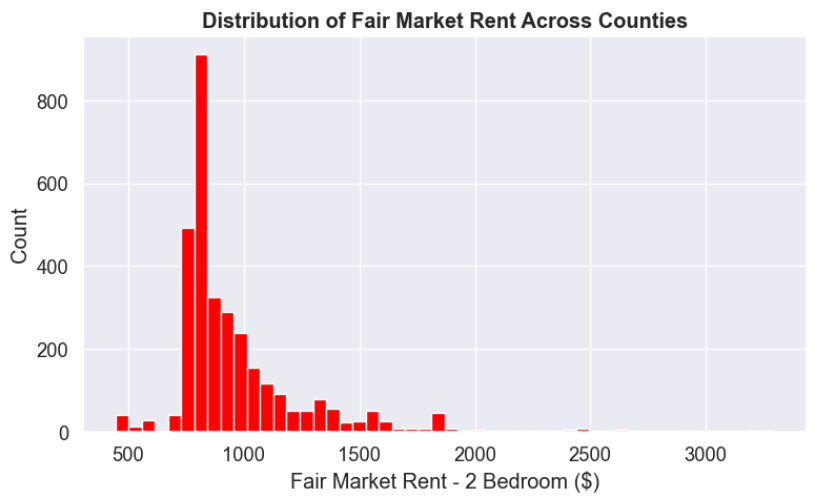 Distribution of Fair Market Rent Across Counties
800
600
400
200
0
Count
500 1000 1500 2000 2500 3000
Fair Market Rent - 2 Bedroom ($)